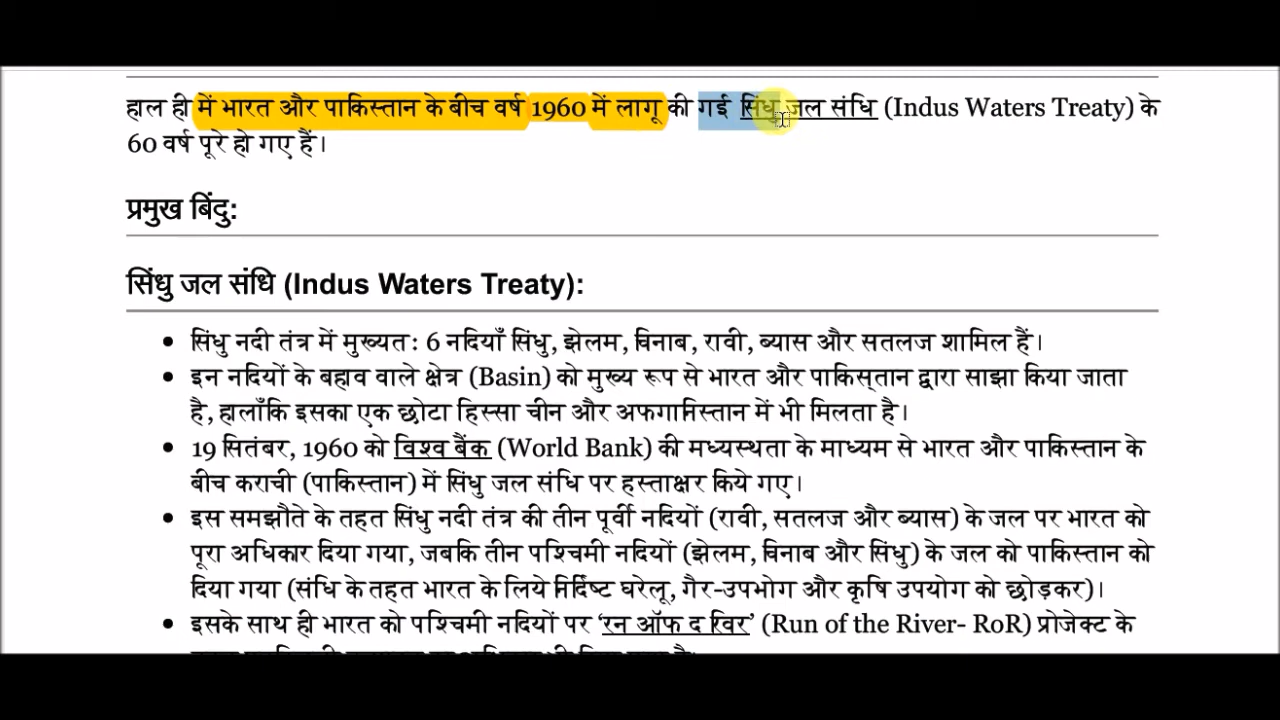 हाल ही में भारत और पाकिस्तान के बीच वर्ष 1960 में लागू की गई सिंधु जल संधि (Indus Waters Treaty) के
60 वर्ष पूरे हो गए हैं।
प्रमुख बिंदु:
सिंधु जल संधि (Indus Waters Treaty):
• सिंधु नदी तंत्र में मुख्यतः 6 नदियाँ सिंधु, झेलम, चिनाब, रावी, ब्यास और सतलज शामिल हैं।
• इन नदियों के बहाव वाले क्षेत्र (Basin) को मुख्य रूप से भारत और पाकिस्तान द्वारा साझा किया जाता
है, हालाँकि इसका एक छोटा हिस्सा चीन और अफगानिस्तान में भी मिलता है।
• 19 सितंबर, 1960 को विश्व बैंक (World Bank) की मध्यस्थता के माध्यम से भारत और पाकिस्तान के
बीच कराची (पाकिस्तान) में सिंधु जल संधि पर हस्ताक्षर किये गए।
• इस समझौते के तहत सिंधु नदी तंत्र की तीन पूर्वी नदियों (रावी, सतलज और ब्यास) के जल पर भारत को
पूरा अधिकार दिया गया, जबकि तीन पश्चिमी नदियों (झेलम, चिनाब और सिंधु) के जल को पाकिस्तान को
दिया गया (संधि के तहत भारत के लिये निर्दिष्ट घरेलू, गैर-उपभोग और कृषि उपयोग को छोड़कर)।
• इसके साथ ही भारत को पश्चिमी नदियों पर ‘रन ऑफ द रिवर’ (Run of the River- RoR) प्रोजेक्ट के